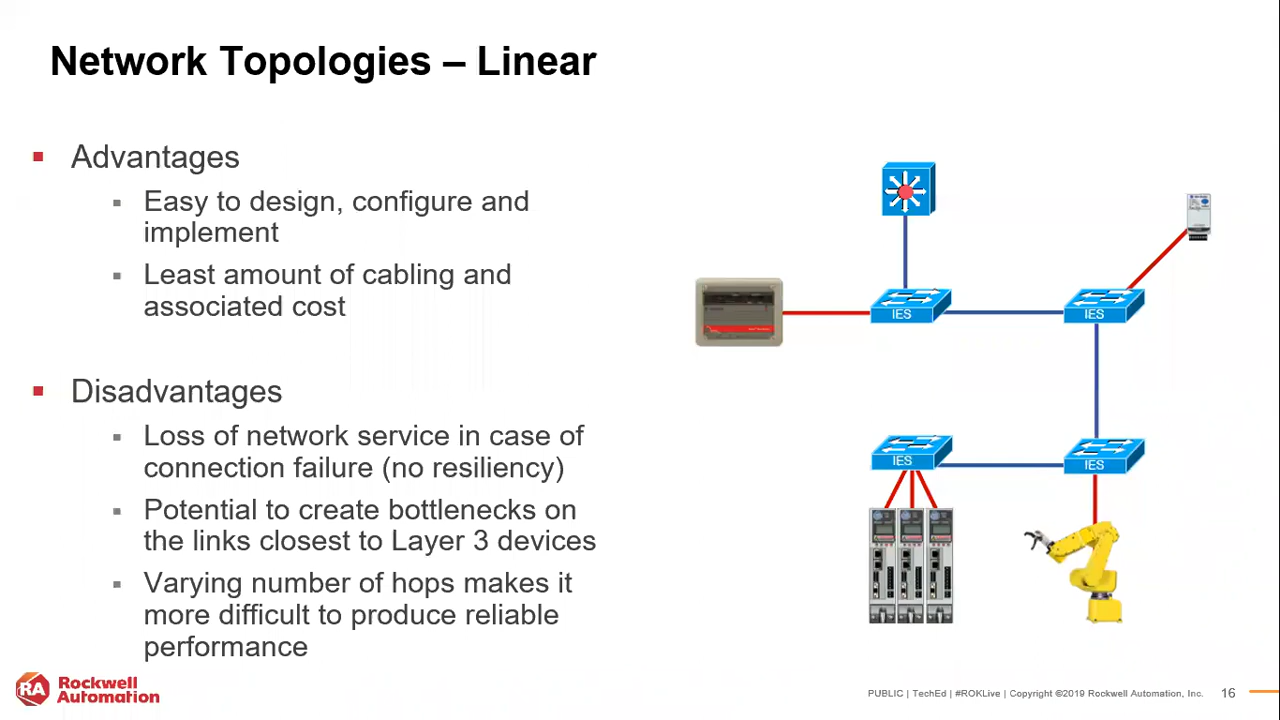 Network Topologies – Linear
Advantages
Easy to design, configure and
implement
Least amount of cabling and
associated cost
Disadvantages
Loss of network service in case of
connection failure (no resiliency)
Potential to create bottlenecks on
the links closest to Layer 3 devices
Varying number of hops makes it
more difficult to produce reliable
performance
IES
IES
IES
IES
RA
Rockwell
Automation
PUBLIC | TechEd | #ROKLive | Copyright ©2019 Rockwell Automation, Inc.
16